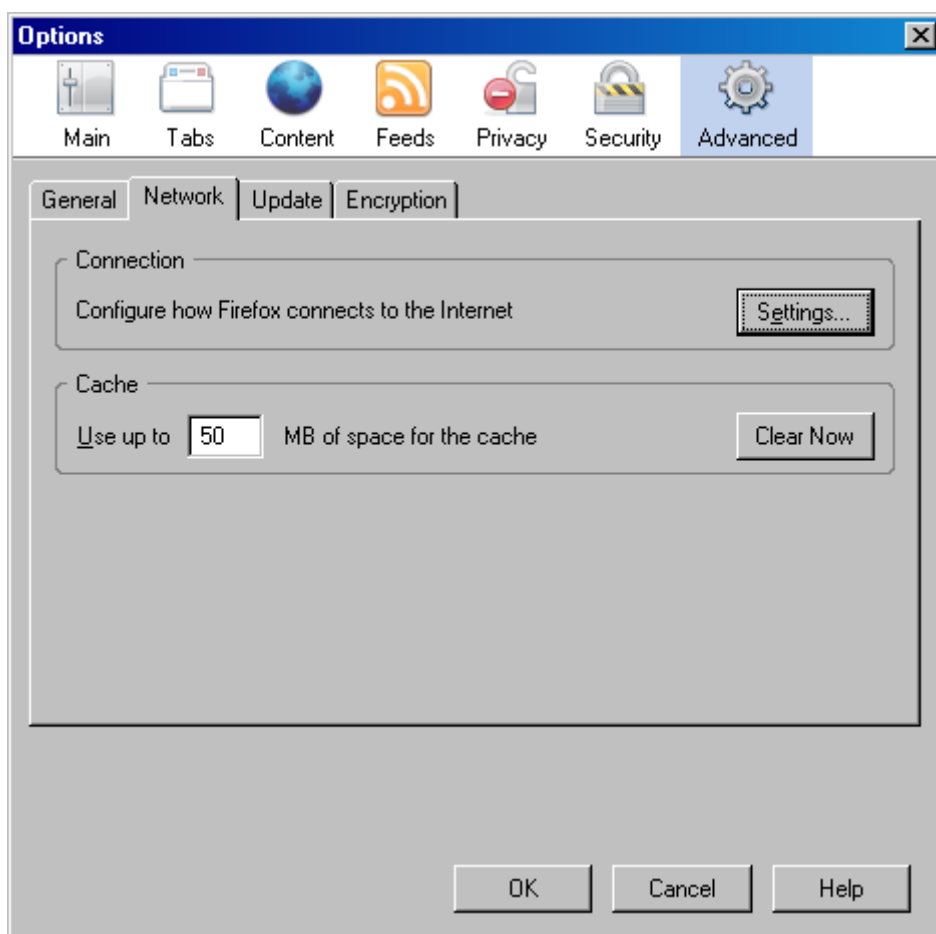 Options
Main Tabs Content Feeds Privacy Security Advanced
General Network Update Encryption
Connection
Configure how Firefox connects to the Internet Settings...
Cache
Use up to 50 MB of space for the cache Clear Now
OK Cancel Help